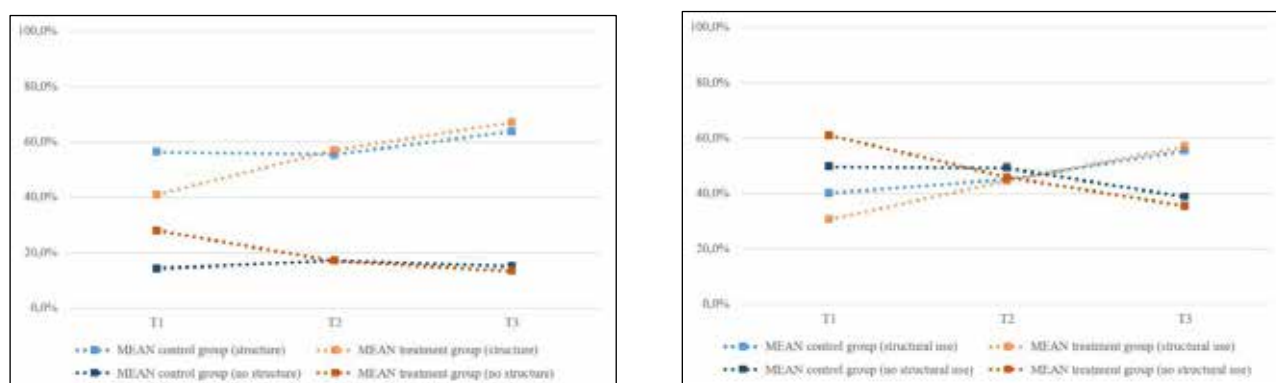 100,0%
80,0%
60,0%
40,0%
20,0%
0,0%
T1 T2 T3
MEAN control group (structure) MEAN treatment group (structure)
MEAN control group (no structure) MEAN treatment group (no structure)
100,0%
80,0%
60,0%
40,0%
20,0%
0,0%
T1 T2 T3
MEAN control group (structural use) MEAN treatment group (structural use)
MEAN control group (no structural use) MEAN treatment group (no structural use)